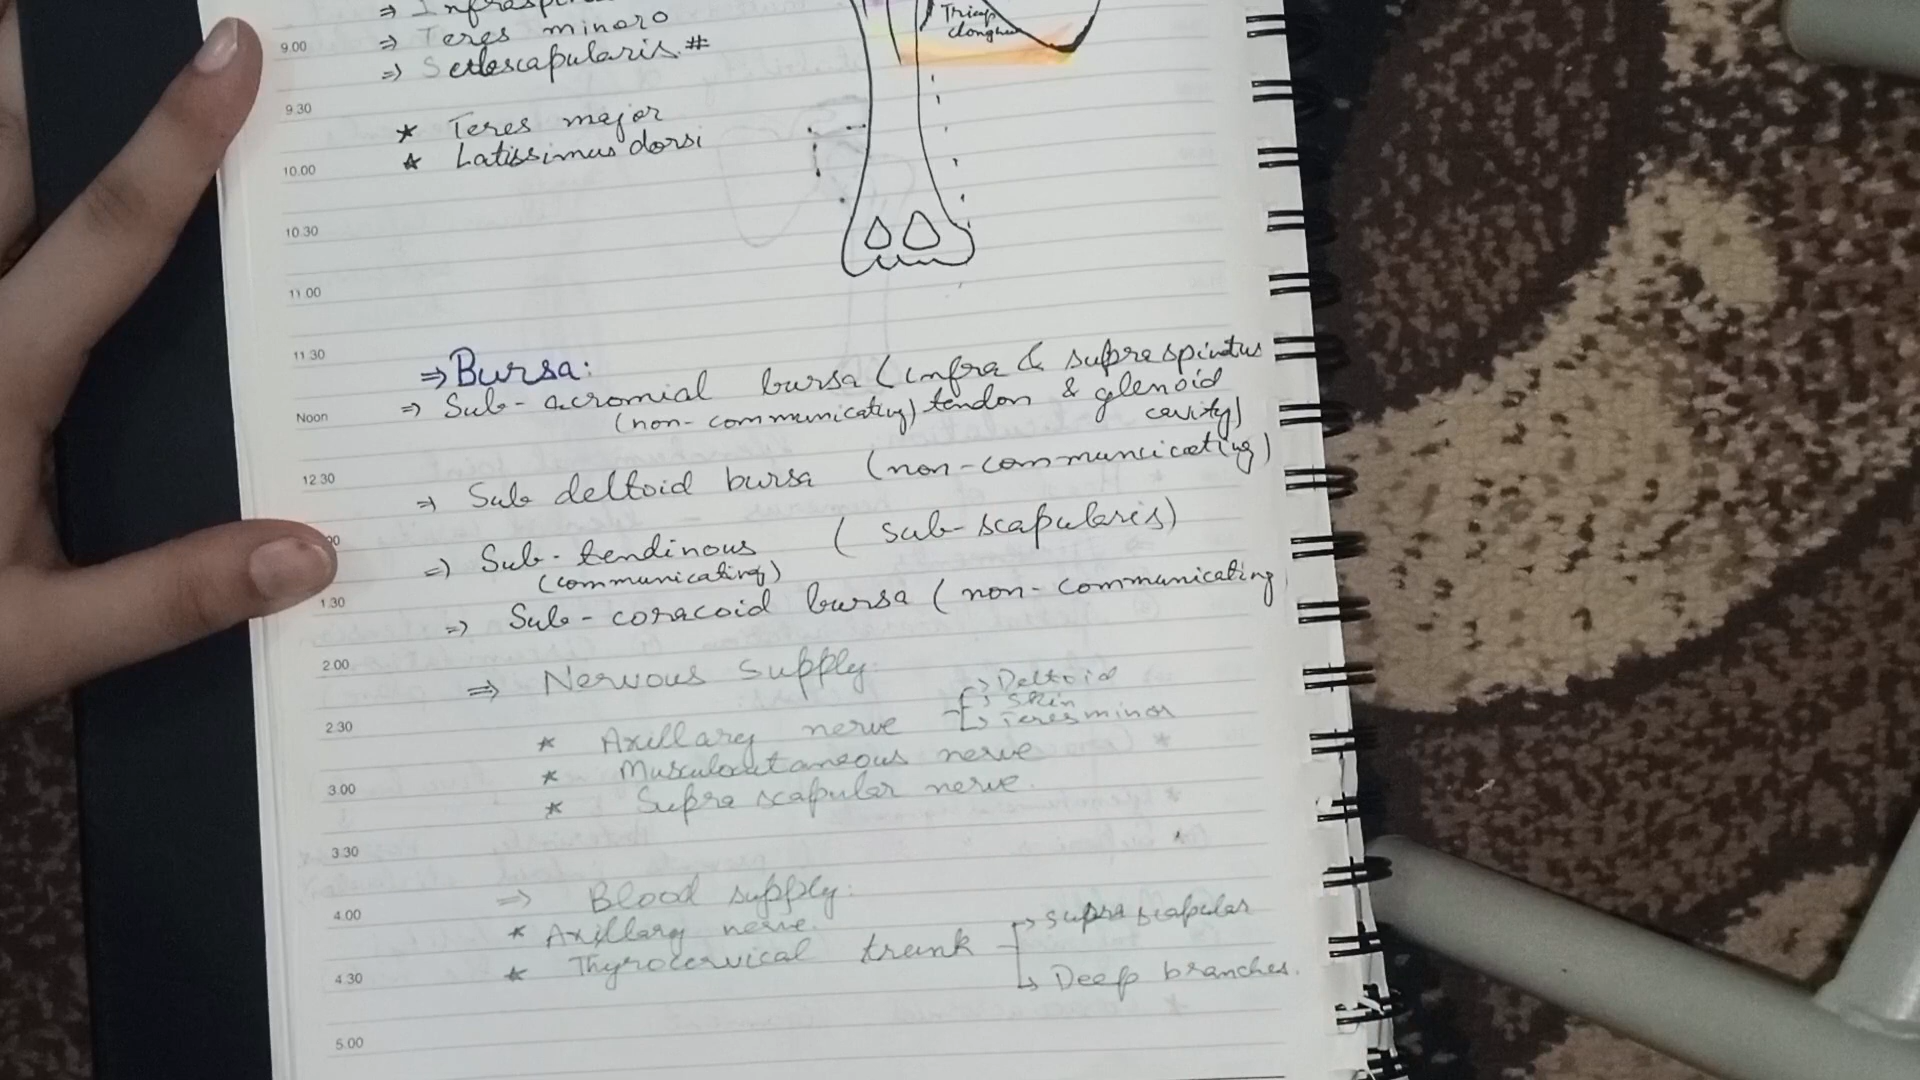 ⇒ Infraspi
9.00
⇒ Teres minor
⇒ Subscapularis. #
Tricep
longhea
9.30
* Teres major
* Latissimus dorsi
10.00
10.30
11.00
11.30
⇒ Bursa:
⇒ Sub-acromial bursa (infra & supraspinatus
Noon
(non-communicating) tendon & glenoid
cavity)
12.30
⇒ Sub deltoid bursa (non-communcicating)
⇒ Sub-tendinous (sub-scapularis)
(communicating)
1.30
⇒ Sub-coracoid bursa (non-communicating
2.00
⇒ Nervous supply:
→ Deltoid
→ Skin
2.30
* Axillary nerve → Teres minor
* Musculocutaneous nerve
3.00
* Supra scapular nerve.
3.30
⇒ Blood supply:
4.00
* Axillary nerve.
→ Supra scapular
* Thyrocervical trunk
4.30
↳ Deep branches.
5.00